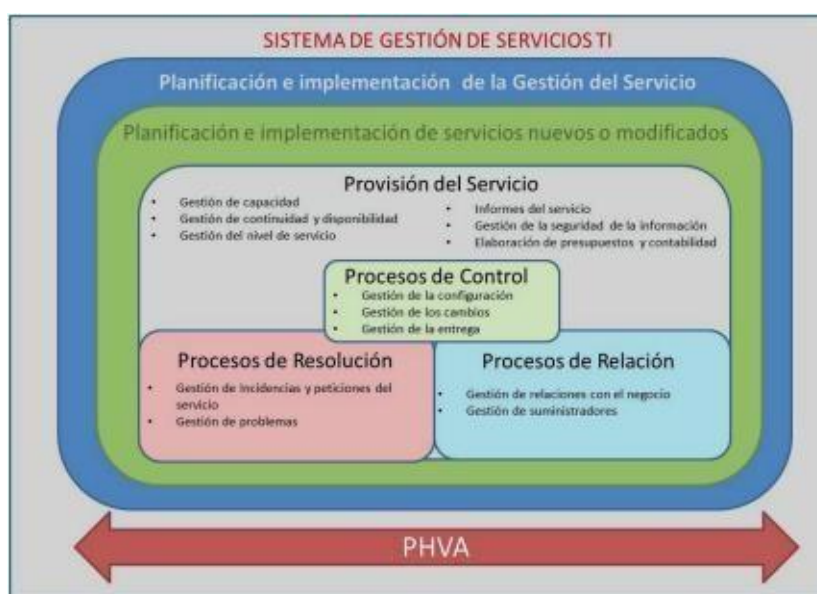 SISTEMA DE GESTIÓN DE SERVICIOS TI
Planificación e implementación de la Gestión del Servicio
Planificación e implementación de servicios nuevos o modificados
Provisión del Servicio
• Gestión de capacidad
• Gestión de continuidad y disponibilidad
• Gestión del nivel de servicio
• Informes del servicio
• Gestión de la seguridad de la información
• Elaboración de presupuestos y contabilidad
Procesos de Control
• Gestión de la configuración
• Gestión de los cambios
• Gestión de la entrega
Procesos de Resolución
• Gestión de Incidencias y peticiones del
servicio
• Gestión de problemas
Procesos de Relación
• Gestión de relaciones con el negocio
• Gestión de suministradores
PHVA